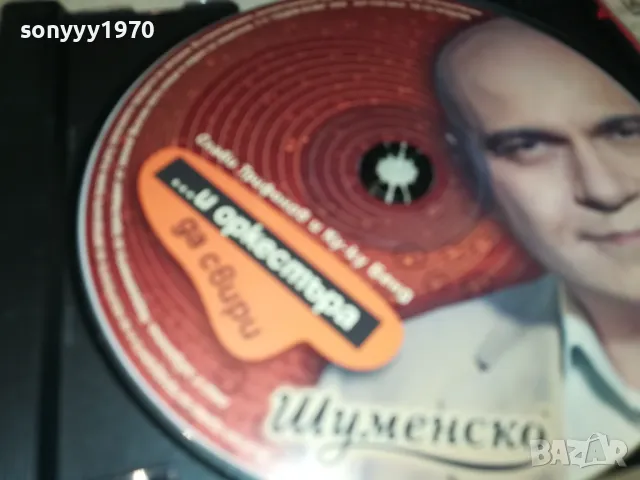 sonyyy1970
Слави Трифонов и Ку-Ку Бенд
...и оркестъра
да свири
Шуменско
BAZAR